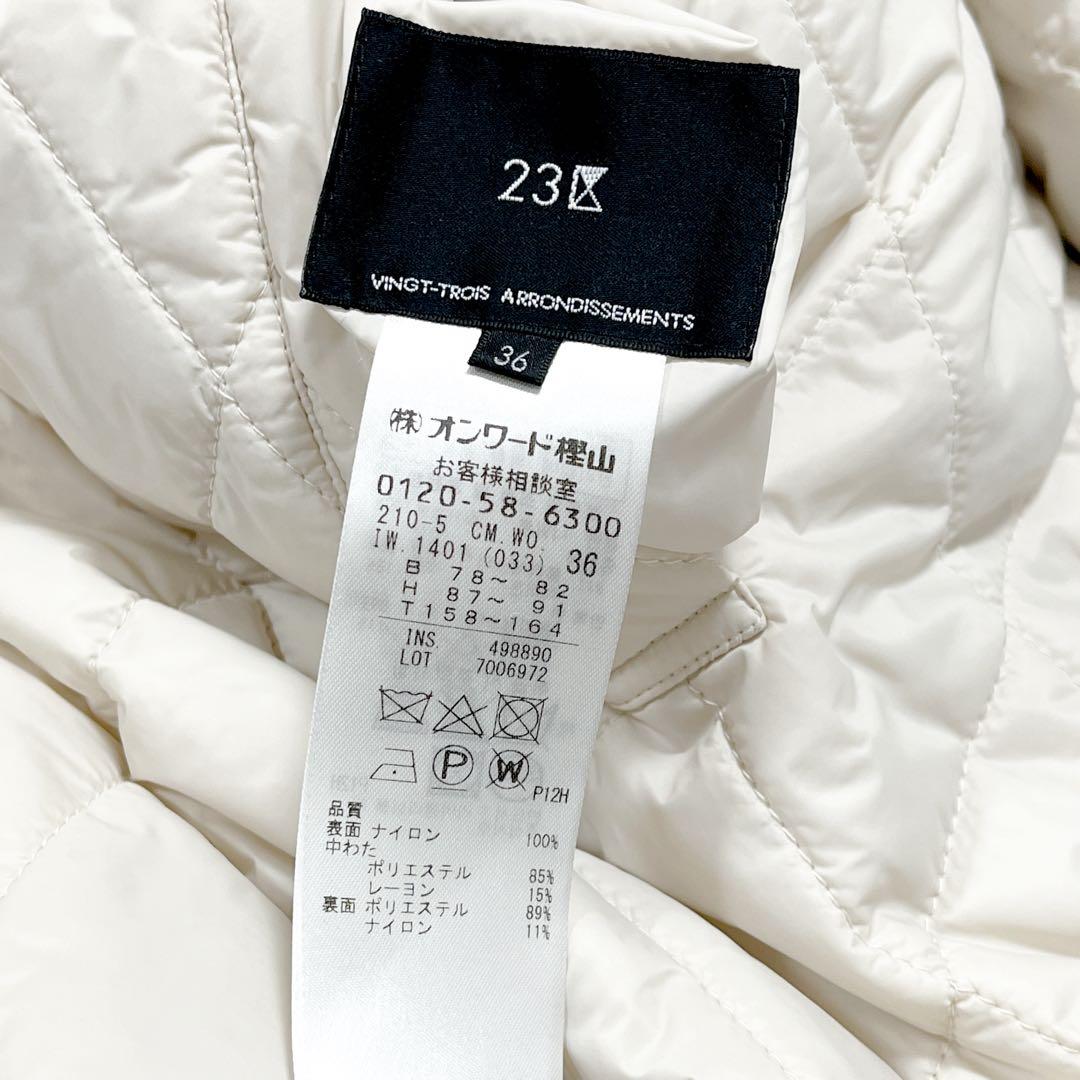 23区
VINGT-TROIS ARRONDISSEMENTS
36
㈱オンワード樫山
お客様相談室
0120-58-6300
210-5 CM.WO.
IW.1401 (033) 36
B 78～ 82
H 87～ 91
T158～164
INS. 498890
LOT 7006972
P
W
P12H
品質
表面 ナイロン 100%
中わた
ポリエステル 85%
レーヨン 15%
裏面 ポリエステル 89%
ナイロン 11%